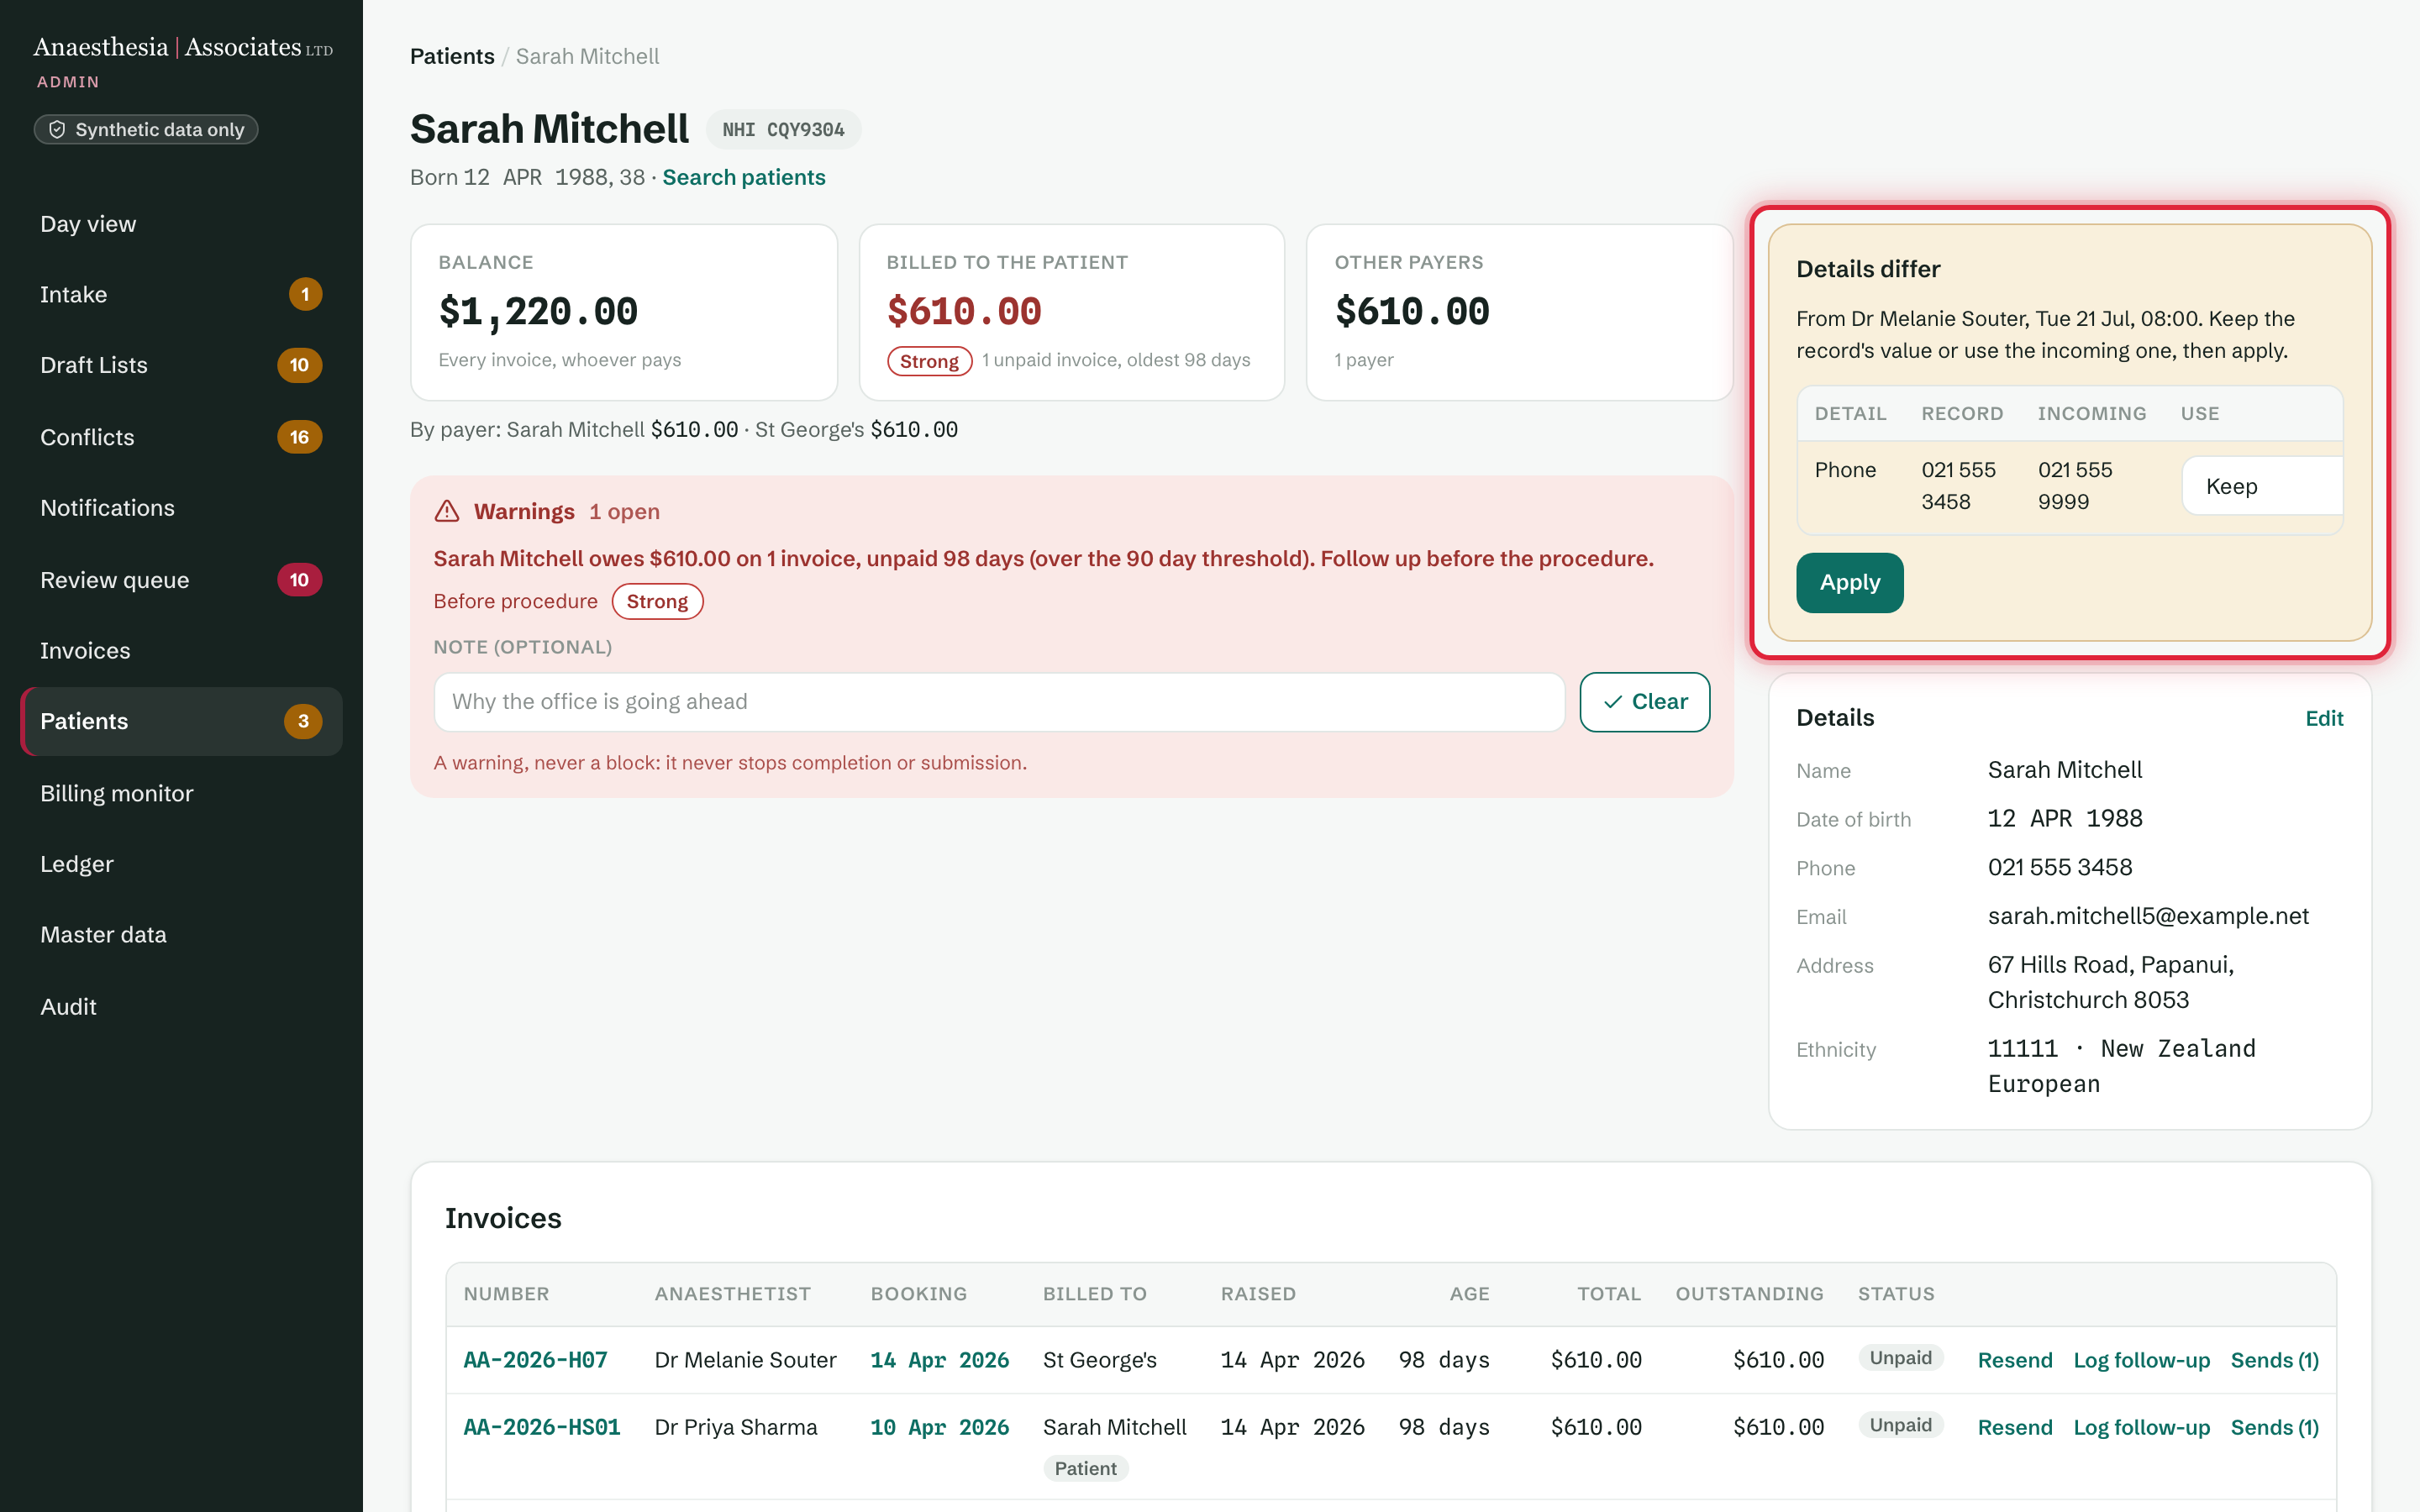 Anaesthesia | Associates LTD
ADMIN
Synthetic data only
Day view
Intake 1
Draft Lists 10
Conflicts 16
Notifications
Review queue 10
Invoices
Patients 3
Billing monitor
Ledger
Master data
Audit
Patients / Sarah Mitchell
Sarah Mitchell NHI CQY9304
Born 12 APR 1988, 38 · Search patients
BALANCE
$1,220.00
Every invoice, whoever pays
BILLED TO THE PATIENT
$610.00
Strong 1 unpaid invoice, oldest 98 days
OTHER PAYERS
$610.00
1 payer
By payer: Sarah Mitchell $610.00 · St George's $610.00
Warnings 1 open
Sarah Mitchell owes $610.00 on 1 invoice, unpaid 98 days (over the 90 day threshold). Follow up before the procedure.
Before procedure Strong
NOTE (OPTIONAL)
Why the office is going ahead
Clear
A warning, never a block: it never stops completion or submission.
Details differ
From Dr Melanie Souter, Tue 21 Jul, 08:00. Keep the
record's value or use the incoming one, then apply.
DETAIL RECORD INCOMING USE
Phone 021 555 021 555 Keep
3458 9999
Apply
Details Edit
Name Sarah Mitchell
Date of birth 12 APR 1988
Phone 021 555 3458
Email sarah.mitchell5@example.net
Address 67 Hills Road, Papanui,
Christchurch 8053
Ethnicity 11111 · New Zealand
European
Invoices
NUMBER ANAESTHETIST BOOKING BILLED TO RAISED AGE TOTAL OUTSTANDING STATUS
AA-2026-H07 Dr Melanie Souter 14 Apr 2026 St George's 14 Apr 2026 98 days $610.00 $610.00 Unpaid Resend Log follow-up Sends (1)
AA-2026-HS01 Dr Priya Sharma 10 Apr 2026 Sarah Mitchell 14 Apr 2026 98 days $610.00 $610.00 Unpaid Resend Log follow-up Sends (1)
Patient